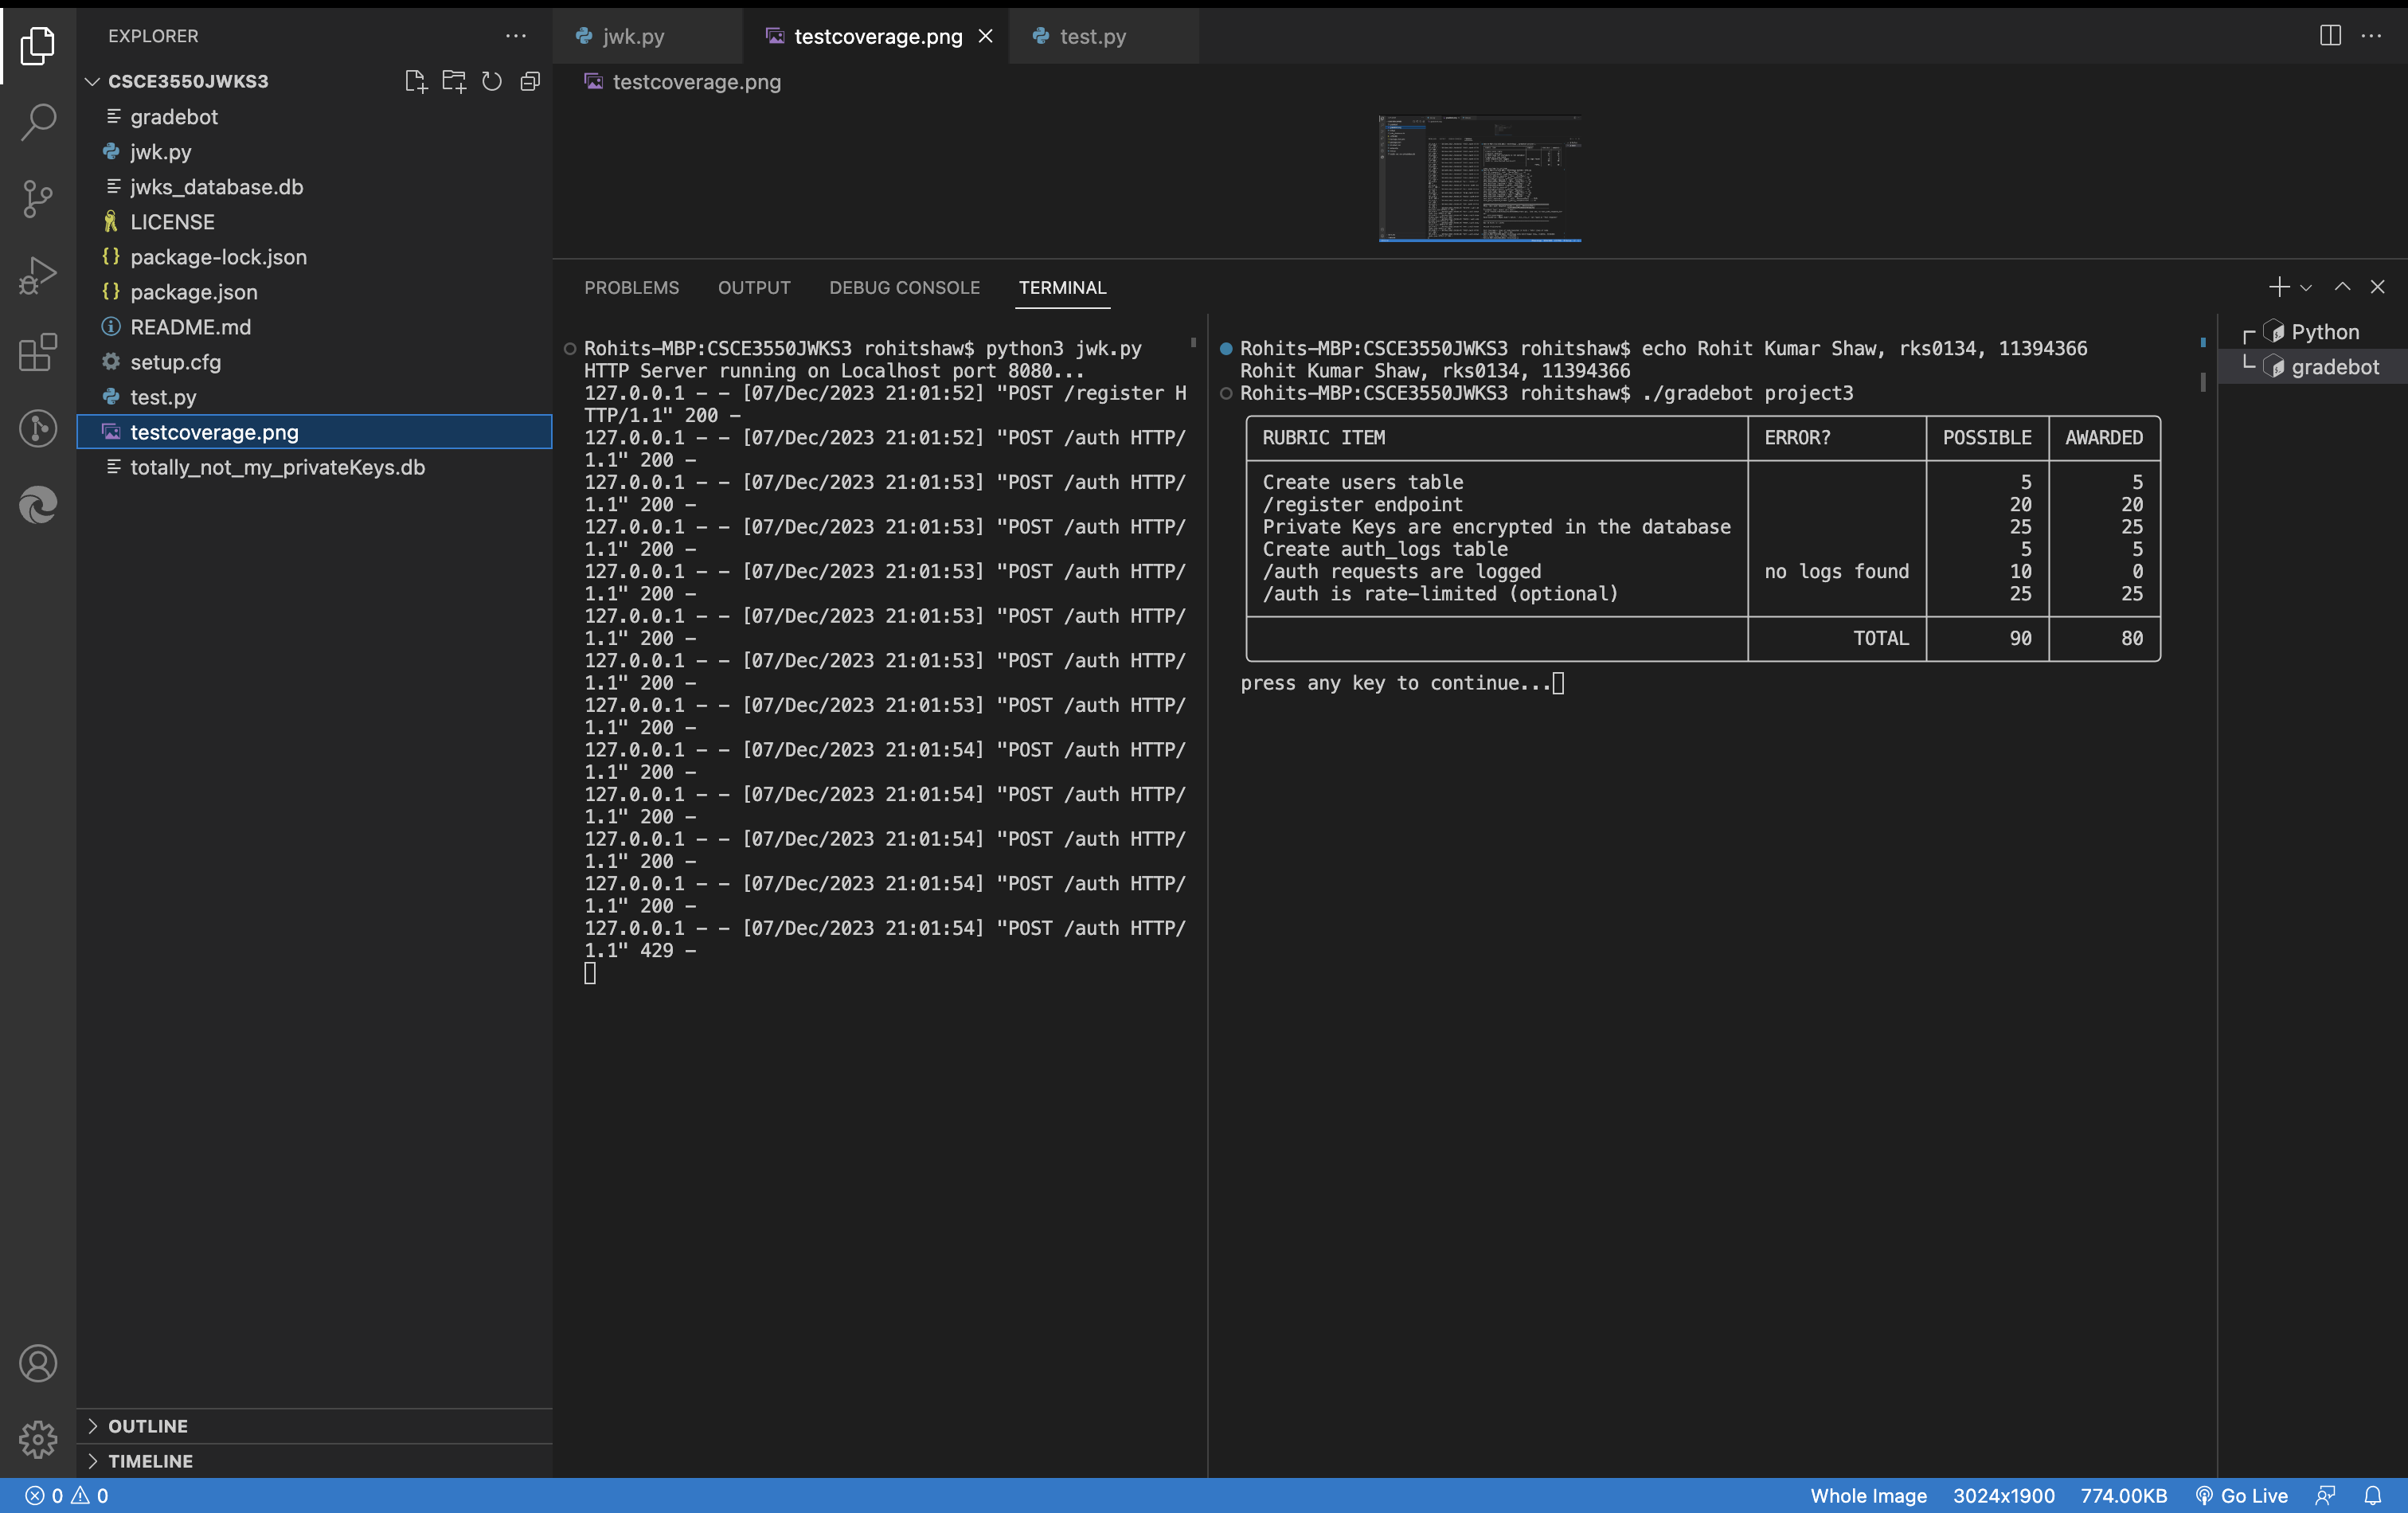 EXPLORER
CSCE3550JWKS3
gradebot
jwk.py
jwks_database.db
LICENSE
package-lock.json
package.json
README.md
setup.cfg
test.py
testcoverage.png
totally_not_my_privateKeys.db
OUTLINE
TIMELINE
jwk.py
testcoverage.png
test.py
testcoverage.png
PROBLEMS
OUTPUT
DEBUG CONSOLE
TERMINAL
Rohits-MBP:CSCE3550JWKS3 rohitshaw$ python3 jwk.py
HTTP Server running on Localhost port 8080...
127.0.0.1 - - [07/Dec/2023 21:01:52] "POST /register H
TTP/1.1" 200 -
127.0.0.1 - - [07/Dec/2023 21:01:52] "POST /auth HTTP/
1.1" 200 -
127.0.0.1 - - [07/Dec/2023 21:01:53] "POST /auth HTTP/
1.1" 200 -
127.0.0.1 - - [07/Dec/2023 21:01:53] "POST /auth HTTP/
1.1" 200 -
127.0.0.1 - - [07/Dec/2023 21:01:53] "POST /auth HTTP/
1.1" 200 -
127.0.0.1 - - [07/Dec/2023 21:01:53] "POST /auth HTTP/
1.1" 200 -
127.0.0.1 - - [07/Dec/2023 21:01:53] "POST /auth HTTP/
1.1" 200 -
127.0.0.1 - - [07/Dec/2023 21:01:53] "POST /auth HTTP/
1.1" 200 -
127.0.0.1 - - [07/Dec/2023 21:01:54] "POST /auth HTTP/
1.1" 200 -
127.0.0.1 - - [07/Dec/2023 21:01:54] "POST /auth HTTP/
1.1" 200 -
127.0.0.1 - - [07/Dec/2023 21:01:54] "POST /auth HTTP/
1.1" 200 -
127.0.0.1 - - [07/Dec/2023 21:01:54] "POST /auth HTTP/
1.1" 200 -
127.0.0.1 - - [07/Dec/2023 21:01:54] "POST /auth HTTP/
1.1" 429 -
Rohits-MBP:CSCE3550JWKS3 rohitshaw$ echo Rohit Kumar Shaw, rks0134, 11394366
Rohit Kumar Shaw, rks0134, 11394366
Rohits-MBP:CSCE3550JWKS3 rohitshaw$ ./gradebot project3
RUBRIC ITEM ERROR? POSSIBLE AWARDED
Create users table 5 5
/register endpoint 20 20
Private Keys are encrypted in the database 25 25
Create auth_logs table 5 5
/auth requests are logged no logs found 10 0
/auth is rate-limited (optional) 25 25
TOTAL 90 80
press any key to continue...
Python
gradebot
0 0
Whole Image 3024x1900 774.00KB Go Live